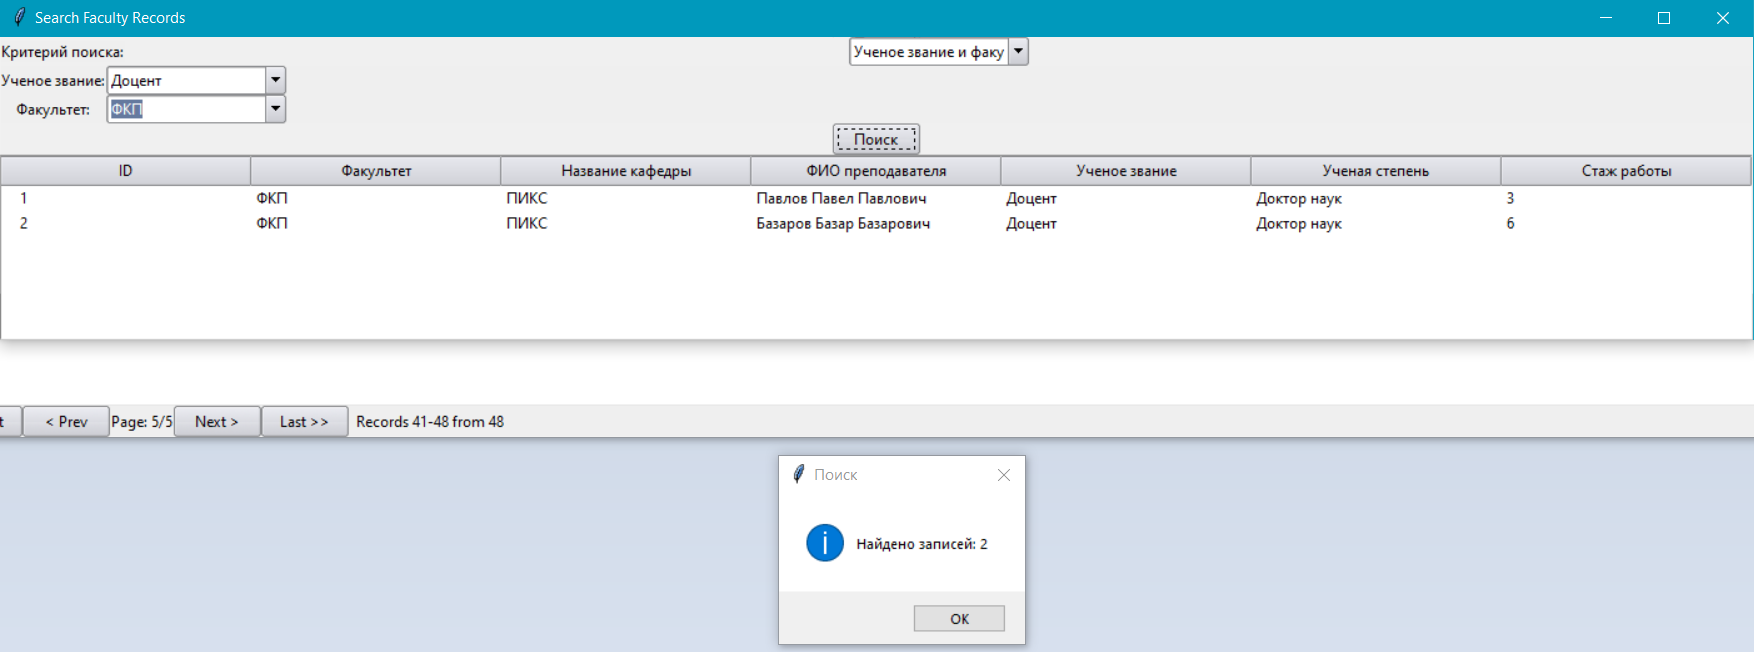 Search Faculty Records
Критерий поиска: Ученое звание и факу
Ученое звание: Доцент
Факультет: ФКП
Поиск
ID Факультет Название кафедры ФИО преподавателя Ученое звание Ученая степень Стаж работы
1 ФКП ПИКС Павлов Павел Павлович Доцент Доктор наук 3
2 ФКП ПИКС Базаров Базар Базарович Доцент Доктор наук 6
t < Prev Page: 5/5 Next > Last >> Records 41-48 from 48
Поиск
Найдено записей: 2
OK